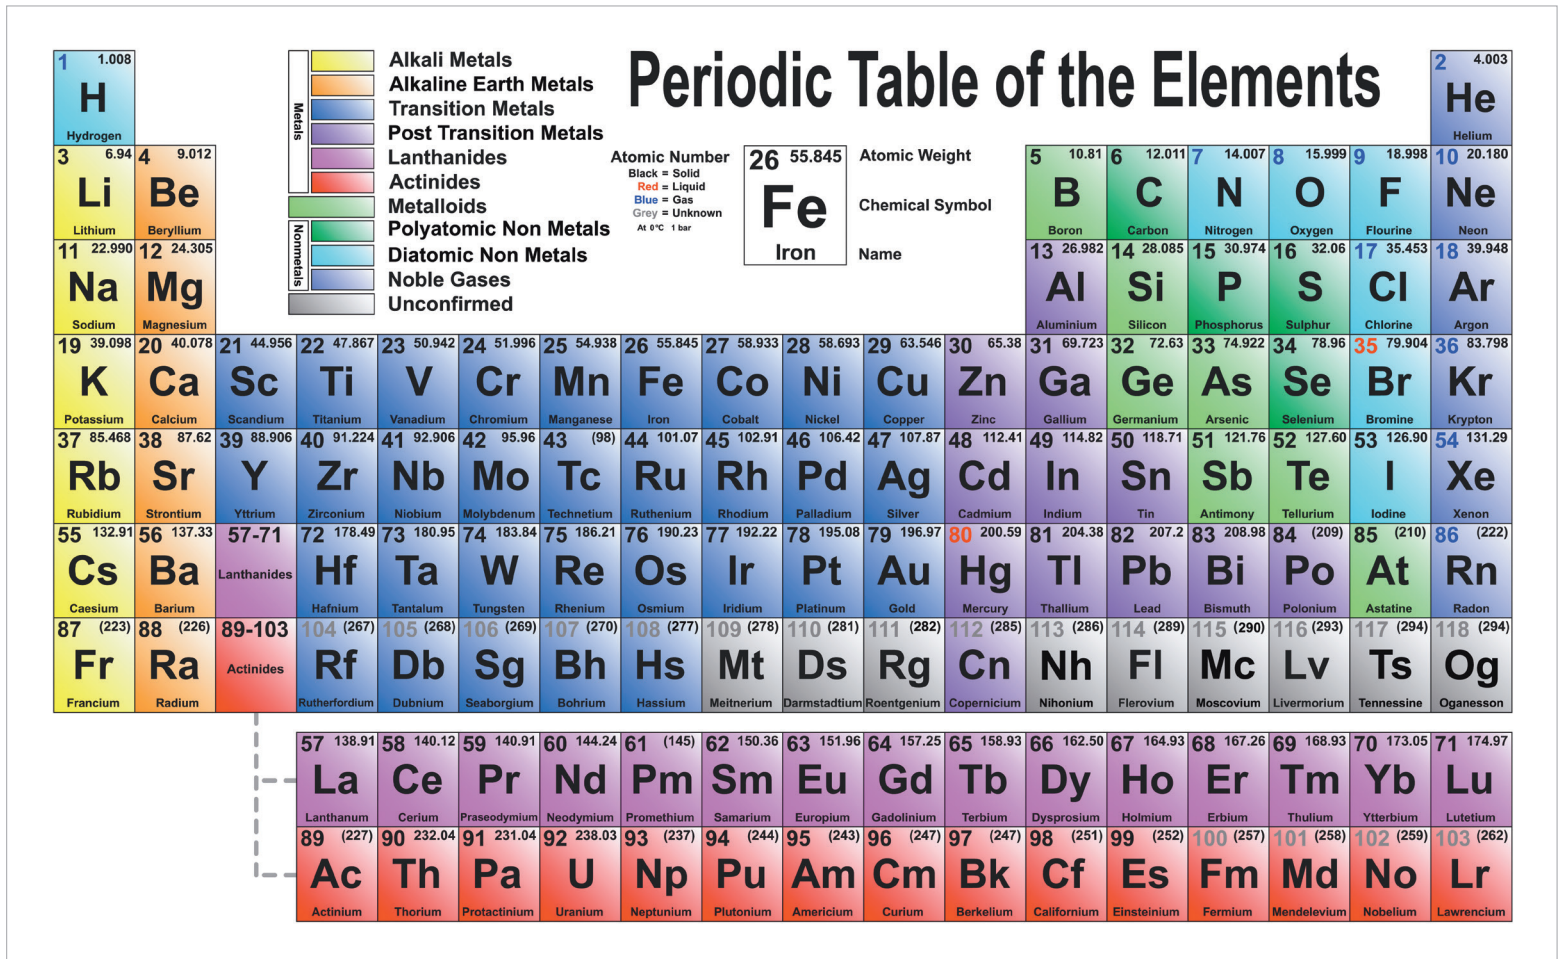 Periodic Table of the Elements
Metals
Alkali Metals
Alkaline Earth Metals
Transition Metals
Post Transition Metals
Lanthanides
Actinides
Metalloids
Nonmetals
Polyatomic Non Metals
Diatomic Non Metals
Noble Gases
Unconfirmed
Atomic Number
Black = Solid
Red = Liquid
Blue = Gas
Grey = Unknown
At 0°C 1 bar
26 55.845
Fe
Iron
Atomic Weight
Chemical Symbol
Name
1 1.008 2 4.003
H He
Hydrogen Helium
3 6.94 4 9.012 5 10.81 6 12.011 7 14.007 8 15.999 9 18.998 10 20.180
Li Be B C N O F Ne
Lithium Beryllium Boron Carbon Nitrogen Oxygen Flourine Neon
11 22.990 12 24.305 13 26.982 14 28.085 15 30.974 16 32.06 17 35.453 18 39.948
Na Mg Al Si P S Cl Ar
Sodium Magnesium Aluminium Silicon Phosphorus Sulphur Chlorine Argon
19 39.098 20 40.078 21 44.956 22 47.867 23 50.942 24 51.996 25 54.938 26 55.845 27 58.933 28 58.693 29 63.546 30 65.38 31 69.723 32 72.63 33 74.922 34 78.96 35 79.904 36 83.798
K Ca Sc Ti V Cr Mn Fe Co Ni Cu Zn Ga Ge As Se Br Kr
Potassium Calcium Scandium Titanium Vanadium Chromium Manganese Iron Cobalt Nickel Copper Zinc Gallium Germanium Arsenic Selenium Bromine Krypton
37 85.468 38 87.62 39 88.906 40 91.224 41 92.906 42 95.96 43 (98) 44 101.07 45 102.91 46 106.42 47 107.87 48 112.41 49 114.82 50 118.71 51 121.76 52 127.60 53 126.90 54 131.29
Rb Sr Y Zr Nb Mo Tc Ru Rh Pd Ag Cd In Sn Sb Te I Xe
Rubidium Strontium Yttrium Zirconium Niobium Molybdenum Technetium Ruthenium Rhodium Palladium Silver Cadmium Indium Tin Antimony Tellurium Iodine Xenon
55 132.91 56 137.33 57-71 72 178.49 73 180.95 74 183.84 75 186.21 76 190.23 77 192.22 78 195.08 79 196.97 80 200.59 81 204.38 82 207.2 83 208.98 84 (209) 85 (210) 86 (222)
Cs Ba Lanthanides Hf Ta W Re Os Ir Pt Au Hg Tl Pb Bi Po At Rn
Caesium Barium Hafnium Tantalum Tungsten Rhenium Osmium Iridium Platinum Gold Mercury Thallium Lead Bismuth Polonium Astatine Radon
87 (223) 88 (226) 89-103 104 (267) 105 (268) 106 (269) 107 (270) 108 (277) 109 (278) 110 (281) 111 (282) 112 (285) 113 (286) 114 (289) 115 (290) 116 (293) 117 (294) 118 (294)
Fr Ra Actinides Rf Db Sg Bh Hs Mt Ds Rg Cn Nh Fl Mc Lv Ts Og
Francium Radium Rutherfordium Dubnium Seaborgium Bohrium Hassium Meitnerium Darmstadtium Roentgenium Copernicium Nihonium Flerovium Moscovium Livermorium Tennessine Oganesson
57 138.91 58 140.12 59 140.91 60 144.24 61 (145) 62 150.36 63 151.96 64 157.25 65 158.93 66 162.50 67 164.93 68 167.26 69 168.93 70 173.05 71 174.97
La Ce Pr Nd Pm Sm Eu Gd Tb Dy Ho Er Tm Yb Lu
Lanthanum Cerium Praseodymium Neodymium Promethium Samarium Europium Gadolinium Terbium Dysprosium Holmium Erbium Thulium Ytterbium Lutetium
89 (227) 90 232.04 91 231.04 92 238.03 93 (237) 94 (244) 95 (243) 96 (247) 97 (247) 98 (251) 99 (252) 100 (257) 101 (258) 102 (259) 103 (262)
Ac Th Pa U Np Pu Am Cm Bk Cf Es Fm Md No Lr
Actinium Thorium Protactinium Uranium Neptunium Plutonium Americium Curium Berkelium Californium Einsteinium Fermium Mendelevium Nobelium Lawrencium